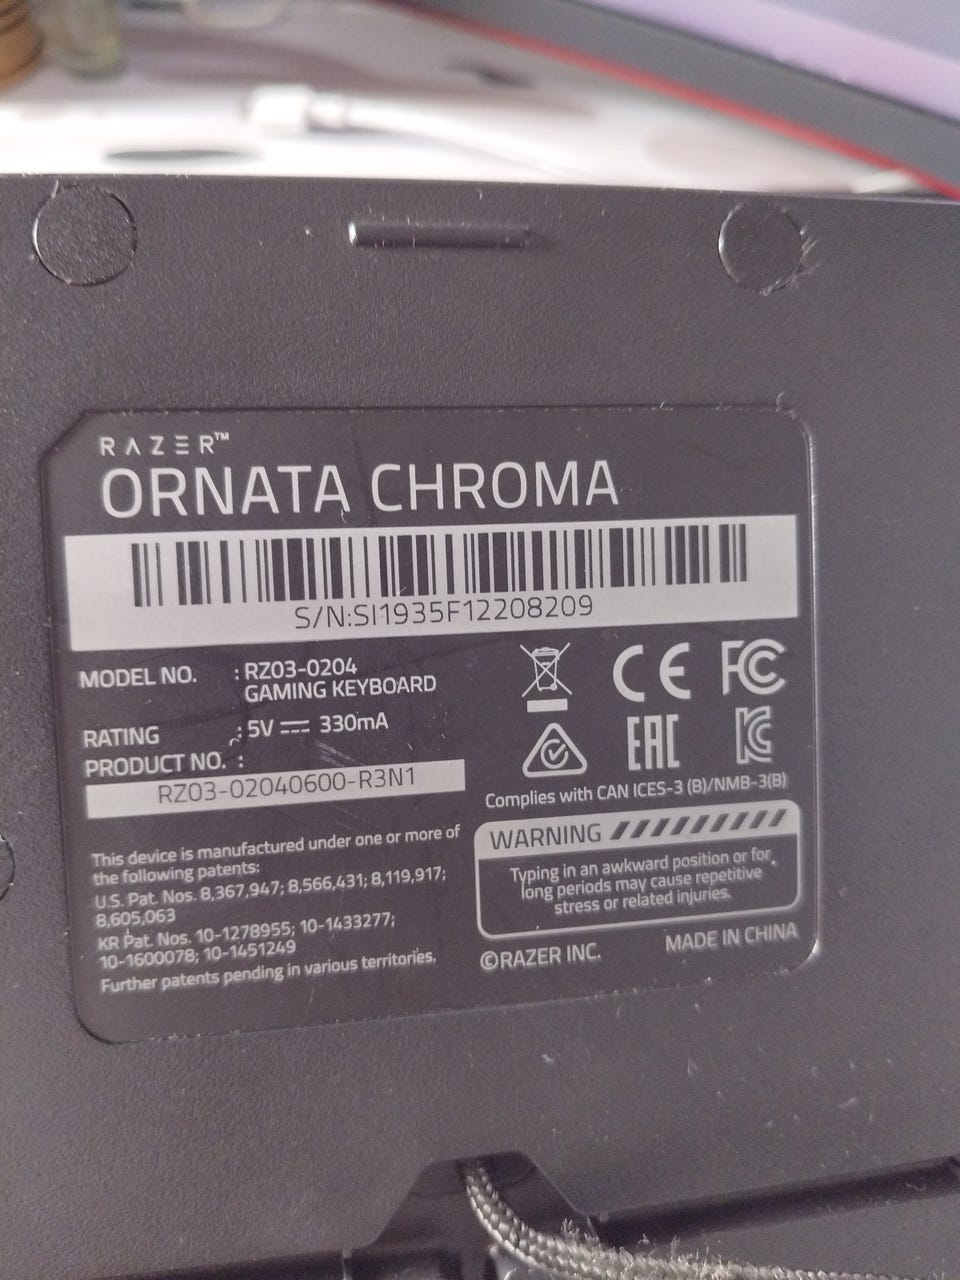 RAZER™
ORNATA CHROMA
S/N:SI1935F12208209
MODEL NO. : RZ03-0204
GAMING KEYBOARD
RATING : 5V ⎓ 330mA
PRODUCT NO. :
RZ03-02040600-R3N1
This device is manufactured under one or more of
the following patents:
U.S. Pat. Nos. 8,367,947; 8,566,431; 8,119,917;
8,605,063
KR Pat. Nos. 10-1278955; 10-1433277;
10-1600078; 10-1451249
Further patents pending in various territories.
CE FC
EAC KC
Complies with CAN ICES-3 (B)/NMB-3(B)
WARNING
Typing in an awkward position or for
long periods may cause repetitive
stress or related injuries.
©RAZER INC. MADE IN CHINA